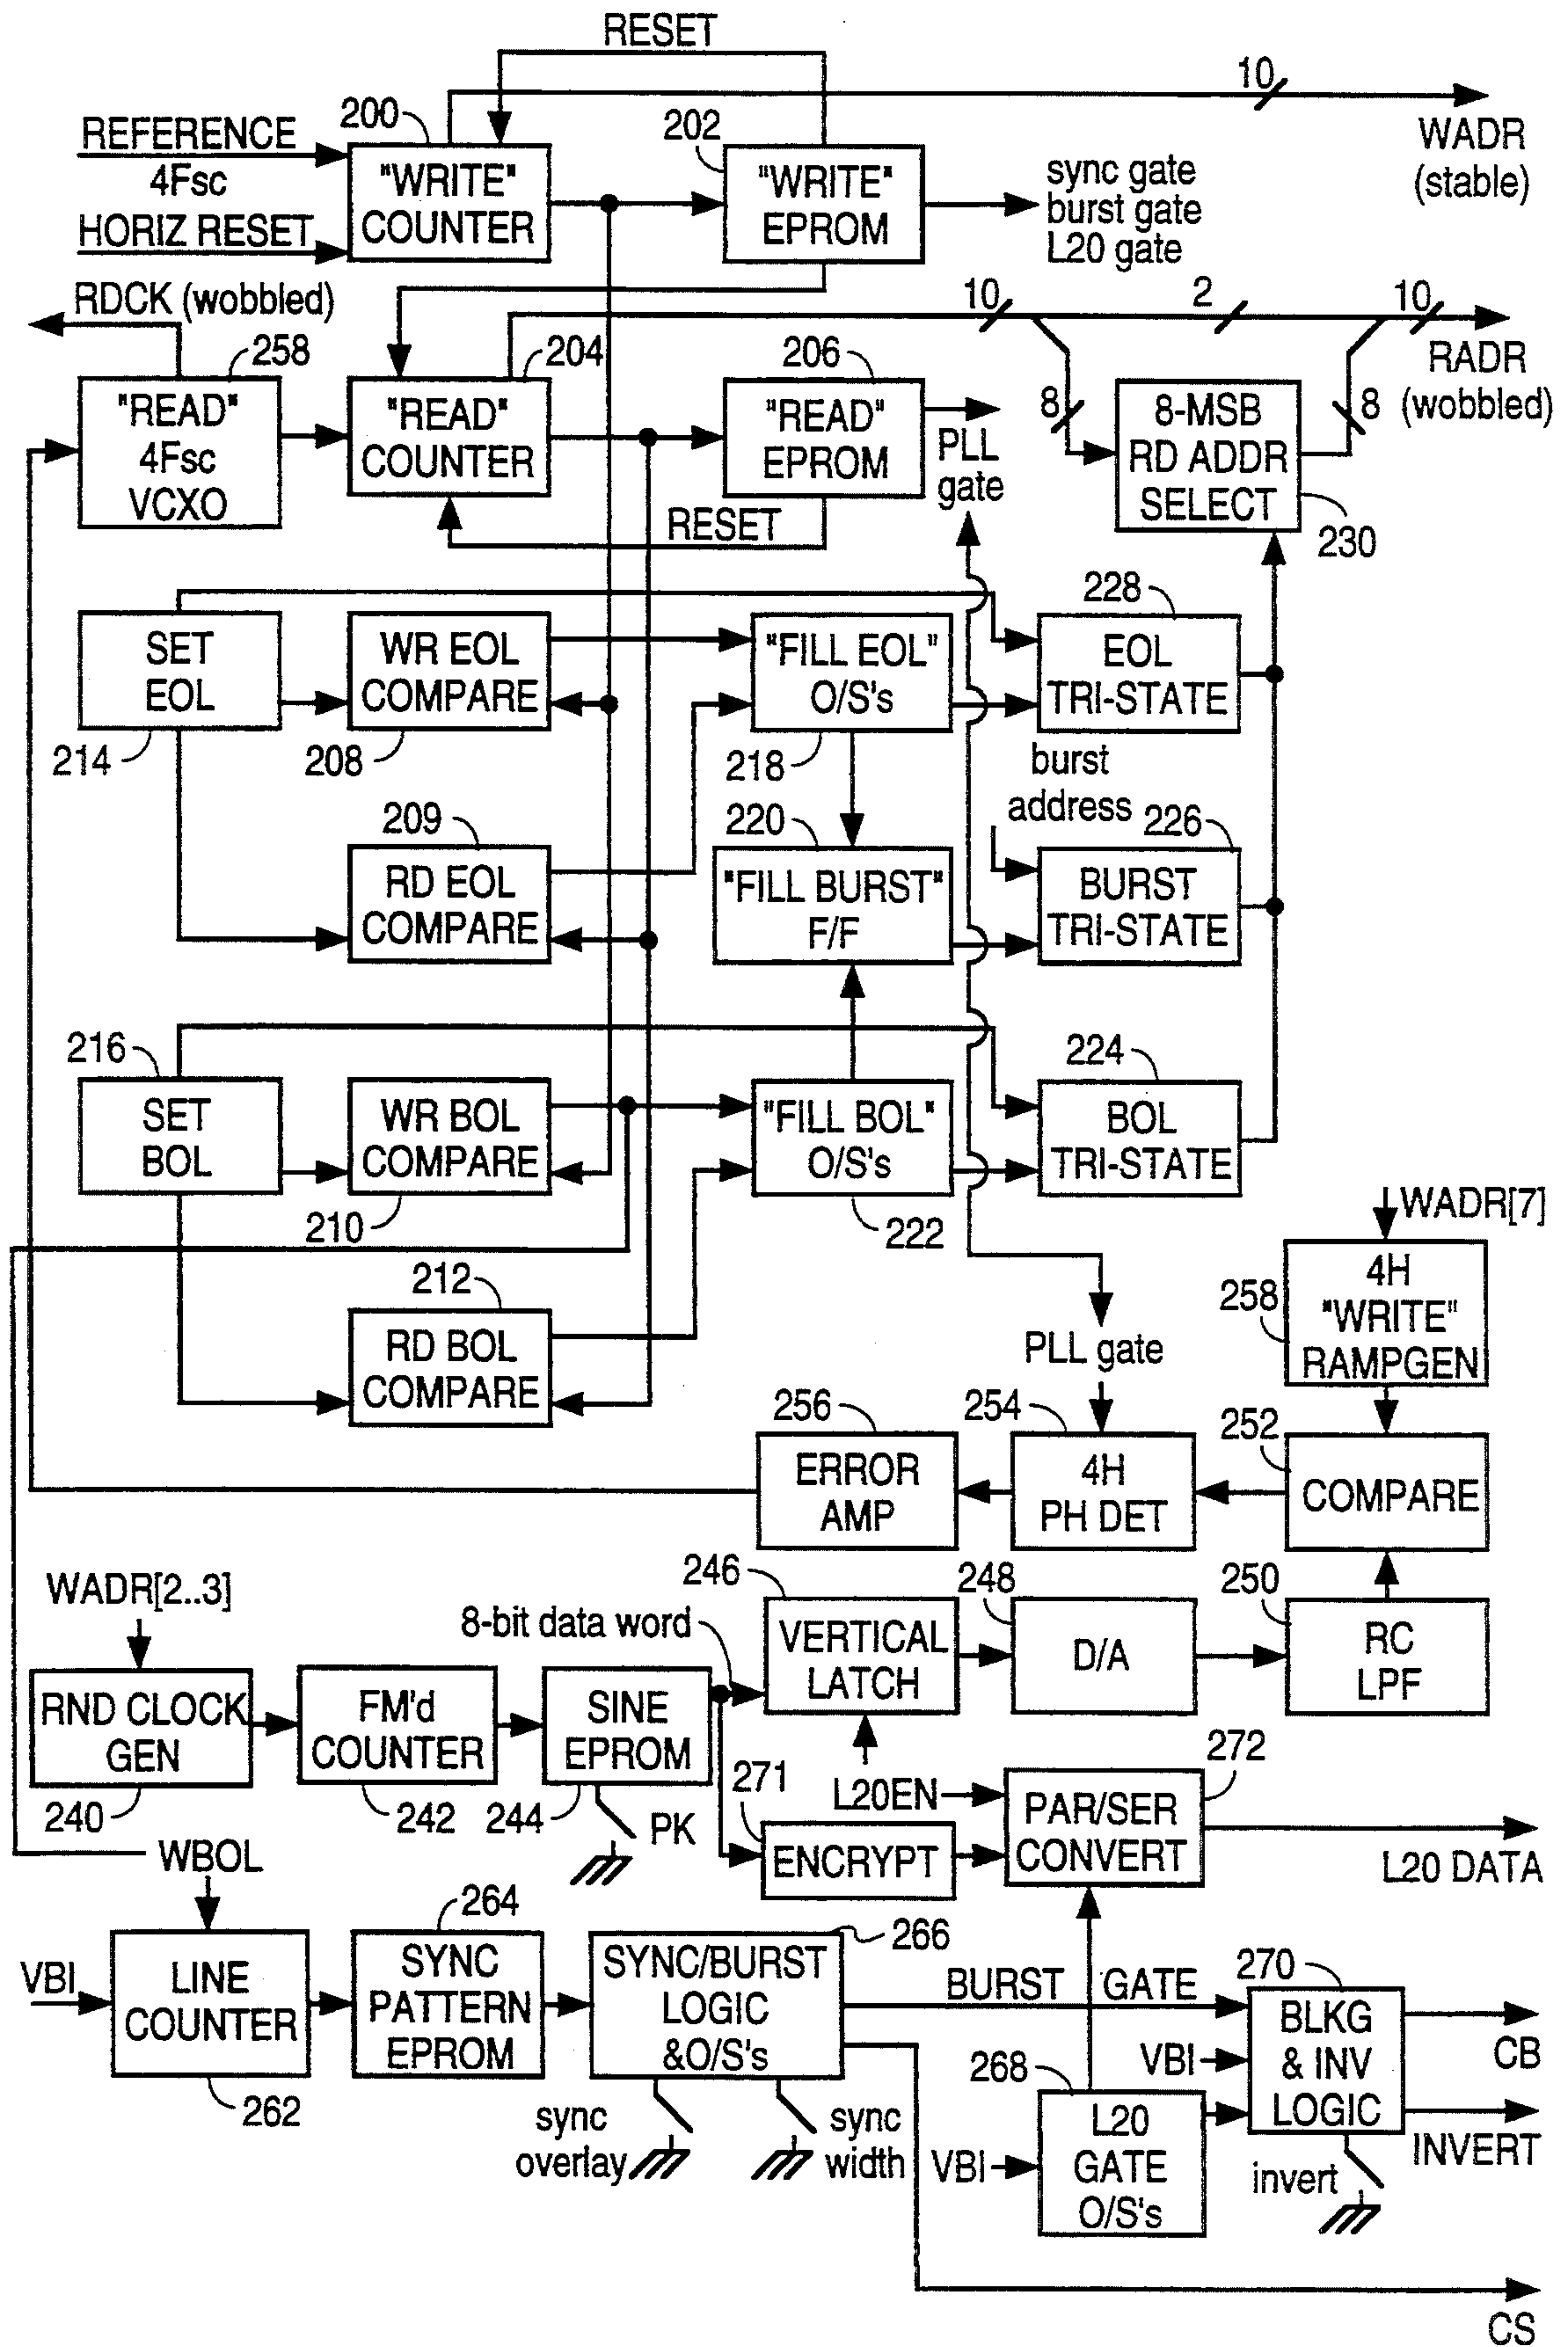 RESET
10
200
202
REFERENCE
4Fsc
HORIZ RESET
"WRITE"
COUNTER
"WRITE"
EPROM
WADR
(stable)
sync gate
burst gate
L20 gate
RDCK (wobbled)
10
2
10
258
204
206
RADR
(wobbled)
"READ"
4Fsc
VCXO
"READ"
COUNTER
"READ"
EPROM
PLL
gate
8
8-MSB
RD ADDR
SELECT
8
230
RESET
228
SET
EOL
WR EOL
COMPARE
"FILL EOL"
O/S's
EOL
TRI-STATE
214
208
218
burst
address
209
220
226
RD EOL
COMPARE
"FILL BURST"
F/F
BURST
TRI-STATE
216
224
SET
BOL
WR BOL
COMPARE
"FILL BOL"
O/S's
BOL
TRI-STATE
210
222
WADR[7]
212
258
4H
"WRITE"
RAMPGEN
RD BOL
COMPARE
PLL gate
256
254
252
ERROR
AMP
4H
PH DET
COMPARE
WADR[2..3]
246
248
250
8-bit data word
VERTICAL
LATCH
D/A
RC
LPF
RND CLOCK
GEN
FM'd
COUNTER
SINE
EPROM
240
242
244
PK
271
L20EN
272
PAR/SER
CONVERT
ENCRYPT
L20 DATA
WBOL
264
266
VBI
LINE
COUNTER
SYNC
PATTERN
EPROM
SYNC/BURST
LOGIC
&O/S's
BURST GATE
270
BLKG
& INV
LOGIC
VBI
CB
262
268
sync
overlay
sync
width
VBI
L20
GATE
O/S's
invert
INVERT
CS